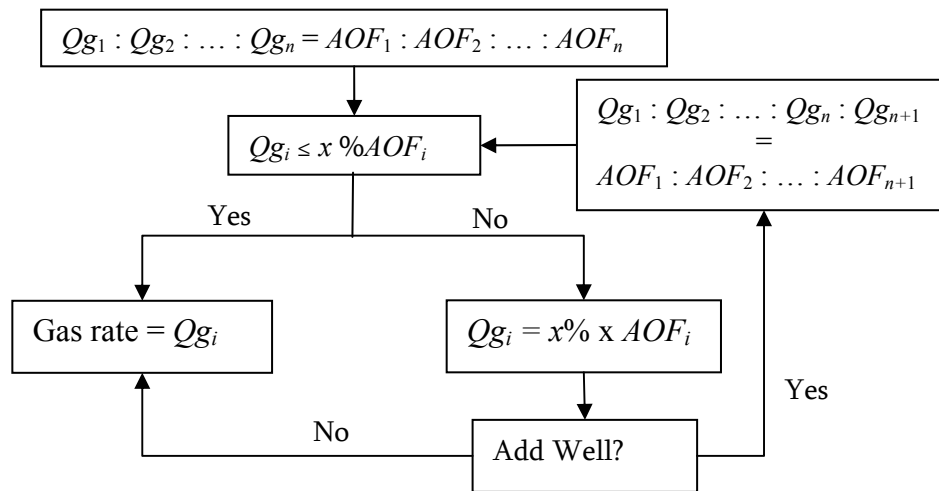 Qg₁ : Qg₂ : … : Qgₙ = AOF₁ : AOF₂ : … : AOFₙ
Qg₁ : Qg₂ : … : Qgₙ : Qgₙ₊₁
=
AOF₁ : AOF₂ : … : AOFₙ₊₁
Qgᵢ ≤ x %AOFᵢ
Yes
No
Gas rate = Qgᵢ
Qgᵢ = x% x AOFᵢ
Yes
No
Add Well?